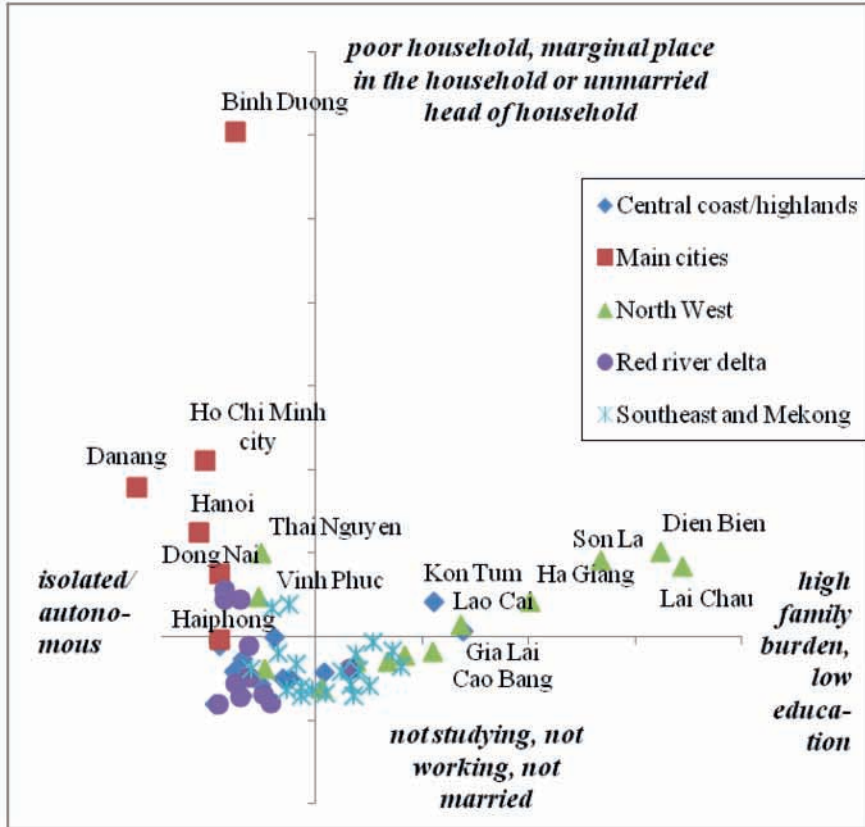 poor household, marginal place
in the household or unmarried
head of household
Binh Duong
Central coast/highlands
Main cities
North West
Red river delta
Southeast and Mekong
Ho Chi Minh
city
Danang
Hanoi
Thai Nguyen
Dong Nai
Vinh Phuc
Haiphong
isolated/
autono-
mous
Kon Tum
Lao Cai
Ha Giang
Son La
Dien Bien
Lai Chau
Gia Lai
Cao Bang
high
family
burden,
low
educa-
tion
not studying, not
working, not
married